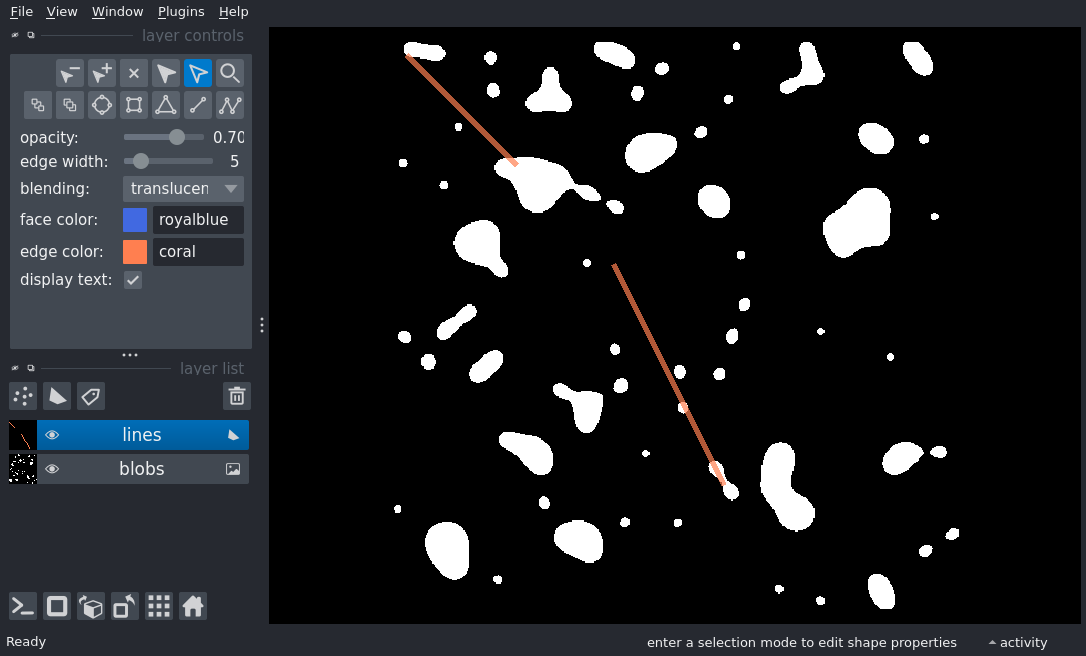 File View Window Plugins Help
layer controls
opacity: 0.70
edge width: 5
blending: translucen
face color: royalblue
edge color: coral
display text:
layer list
lines
blobs
Ready
enter a selection mode to edit shape properties
activity